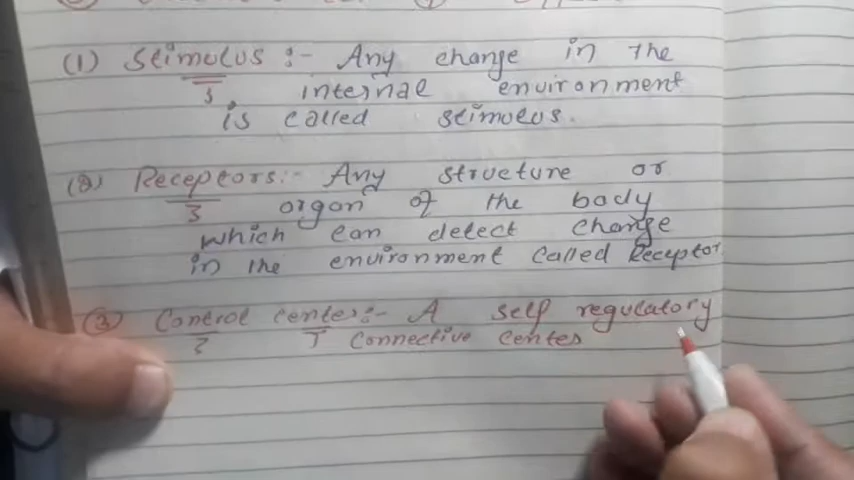 (1) Stimulus :- Any change in the
internal environment
is called stimulus.
(2) Receptors:- Any structure or
organ of the body
which can detect change
in the environment called Receptor
(3) Control center:- A self regulatory
Connective Center